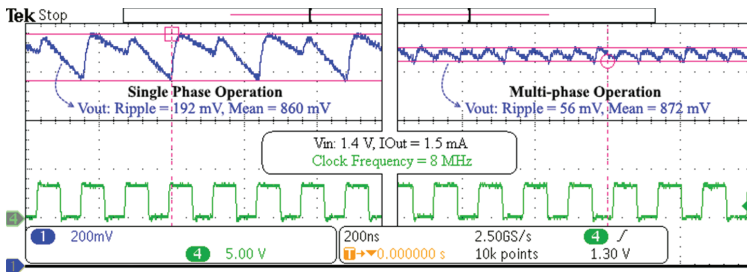 Tek Stop
Single Phase Operation
Vout: Ripple = 192 mV, Mean = 860 mV
Multi-phase Operation
Vout: Ripple = 56 mV, Mean = 872 mV
Vin: 1.4 V, IOut = 1.5 mA
Clock Frequency = 8 MHz
4
1 200mV
4 5.00 V
200ns 2.50GS/s
T→▼0.000000 s 10k points
4 ∫ 1.30 V
1